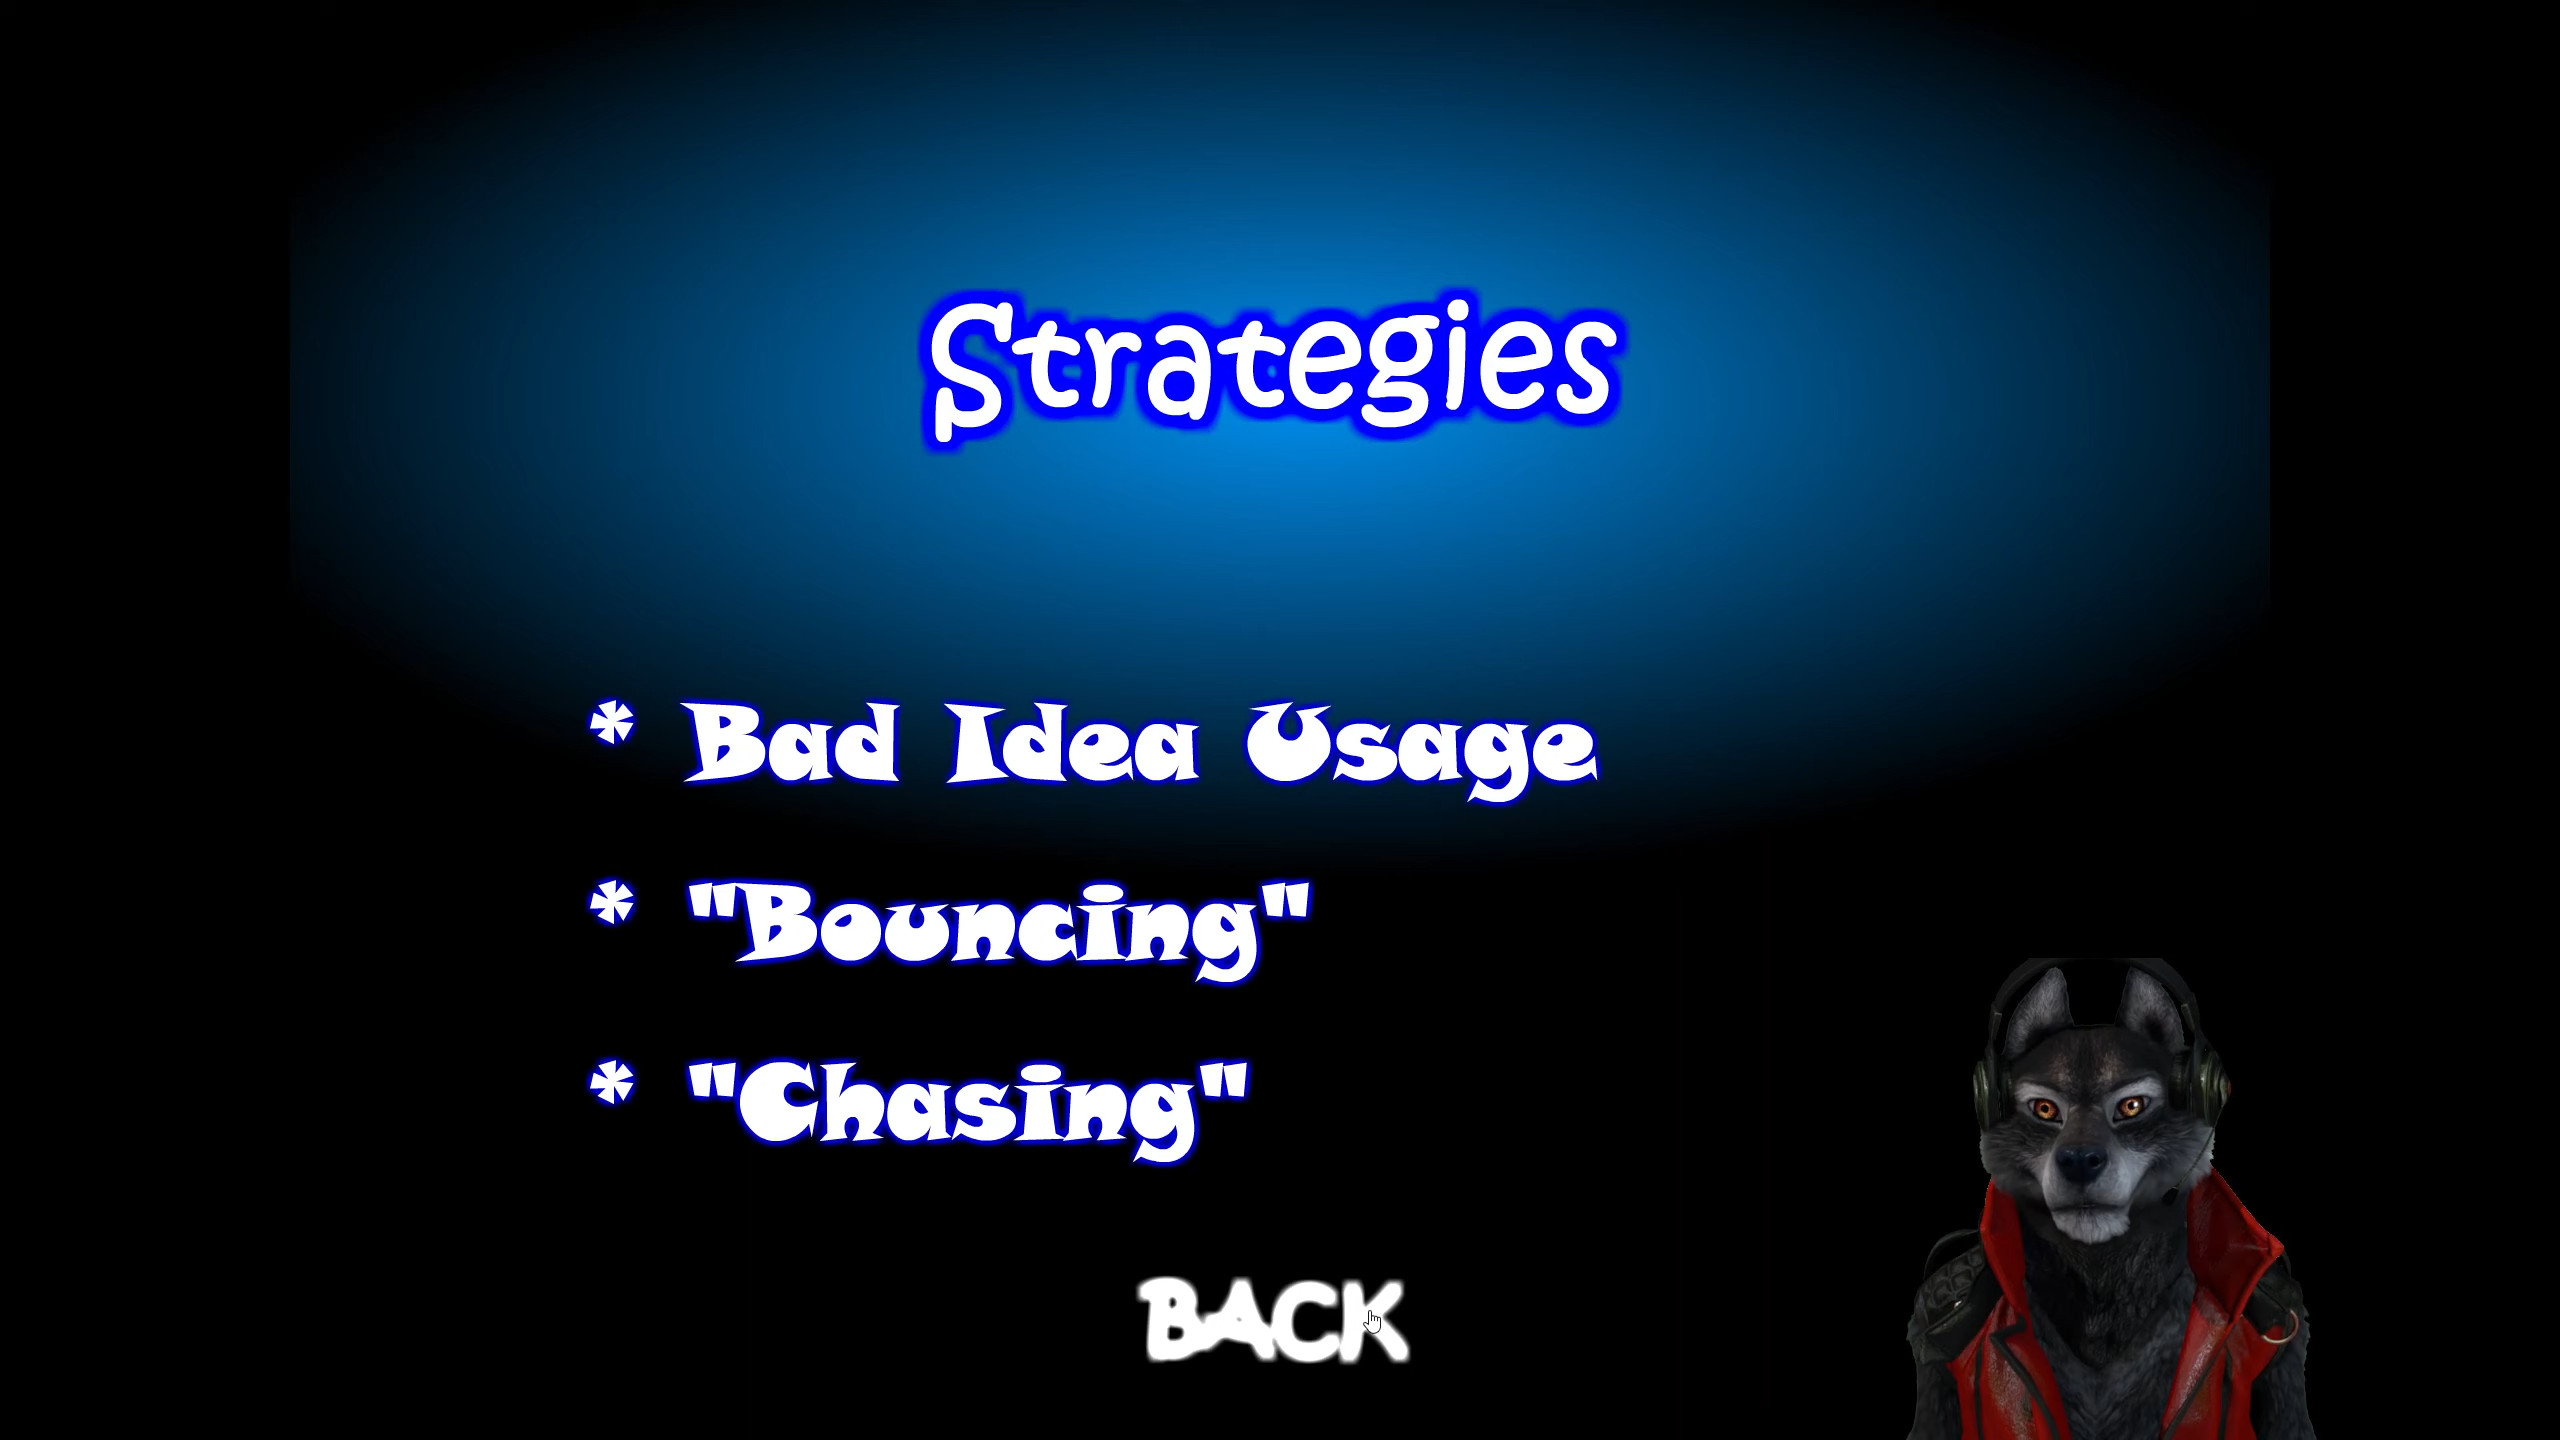 Strategies
* Bad Idea Usage
* "Bouncing"
* "Chasing"
BACK